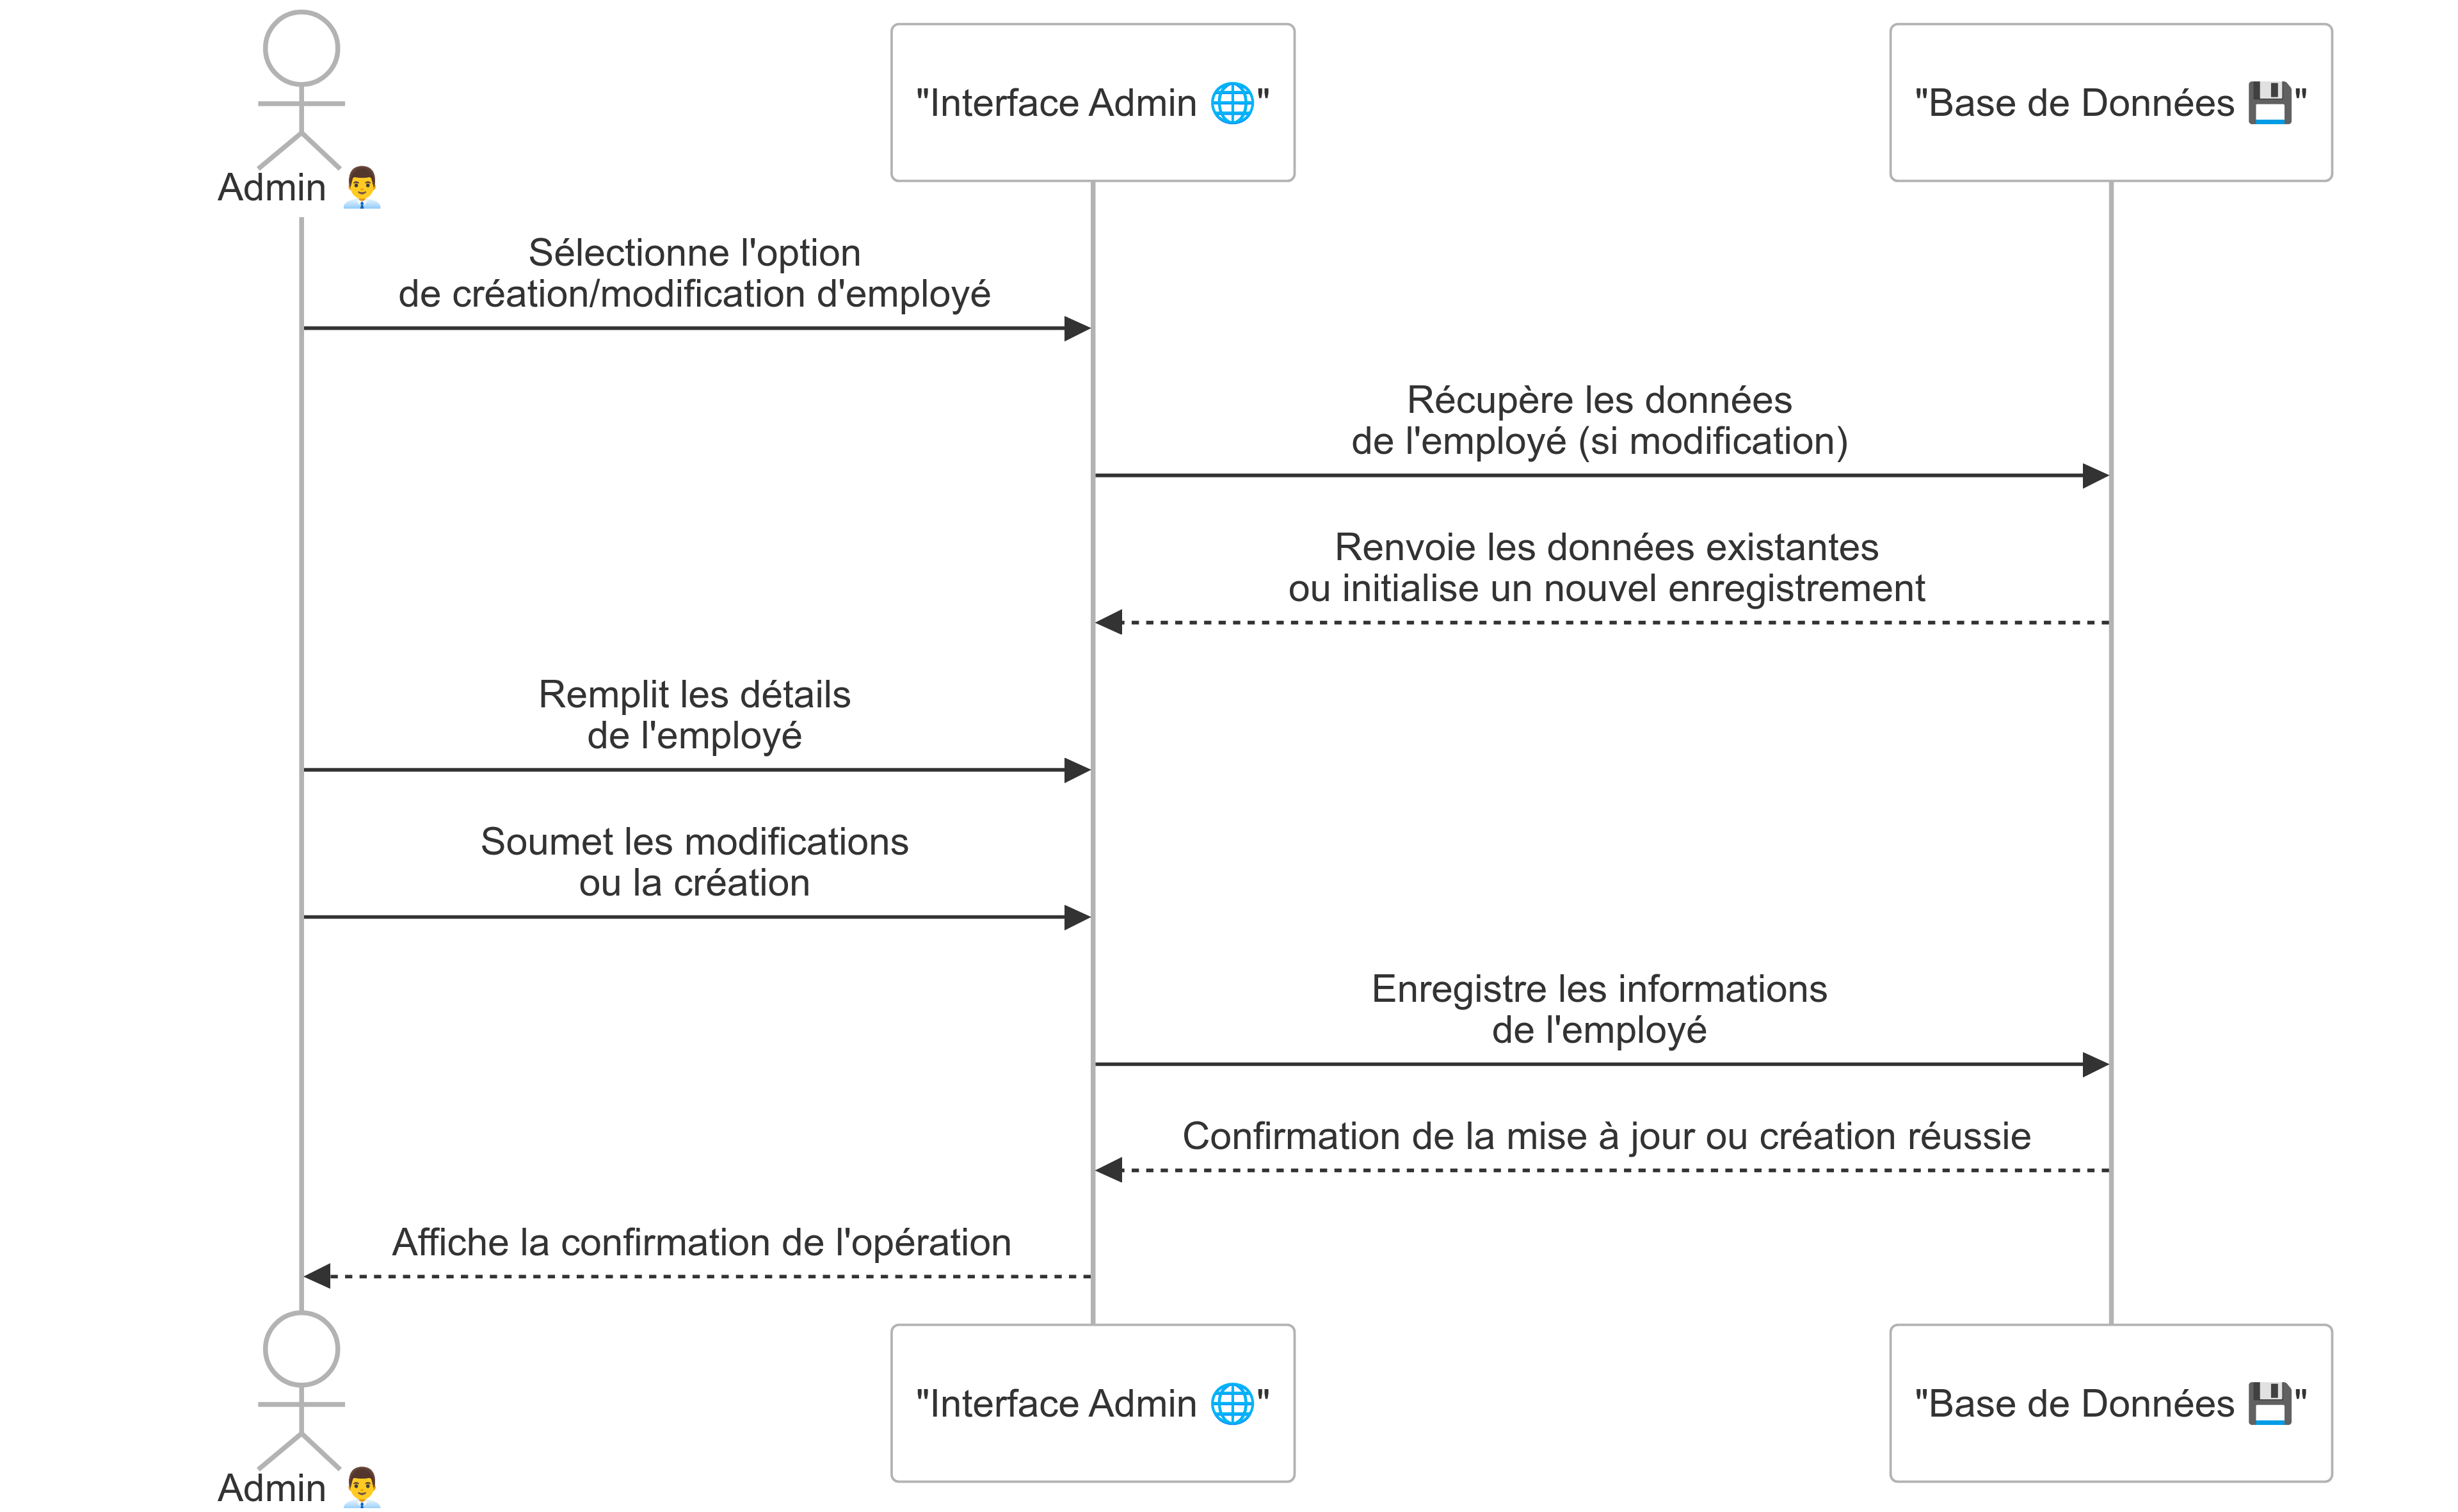 Admin 👨‍💼
"Interface Admin 🌐"
"Base de Données 💾"
Sélectionne l'option
de création/modification d'employé
Récupère les données
de l'employé (si modification)
Renvoie les données existantes
ou initialise un nouvel enregistrement
Remplit les détails
de l'employé
Soumet les modifications
ou la création
Enregistre les informations
de l'employé
Confirmation de la mise à jour ou création réussie
Affiche la confirmation de l'opération
Admin 👨‍💼
"Interface Admin 🌐"
"Base de Données 💾"